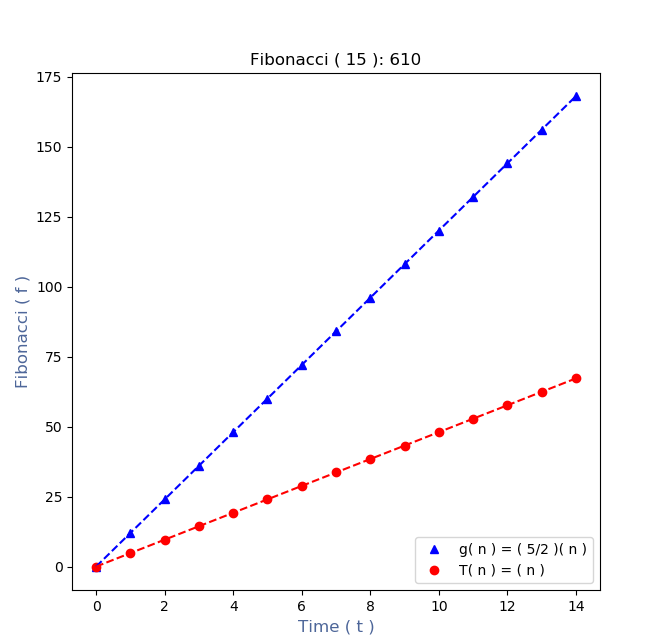 Fibonacci ( 15 ): 610
175
150
125
100
75
50
25
0
Fibonacci ( f )
g( n ) = ( 5/2 )( n )
T( n ) = ( n )
0 2 4 6 8 10 12 14
Time ( t )